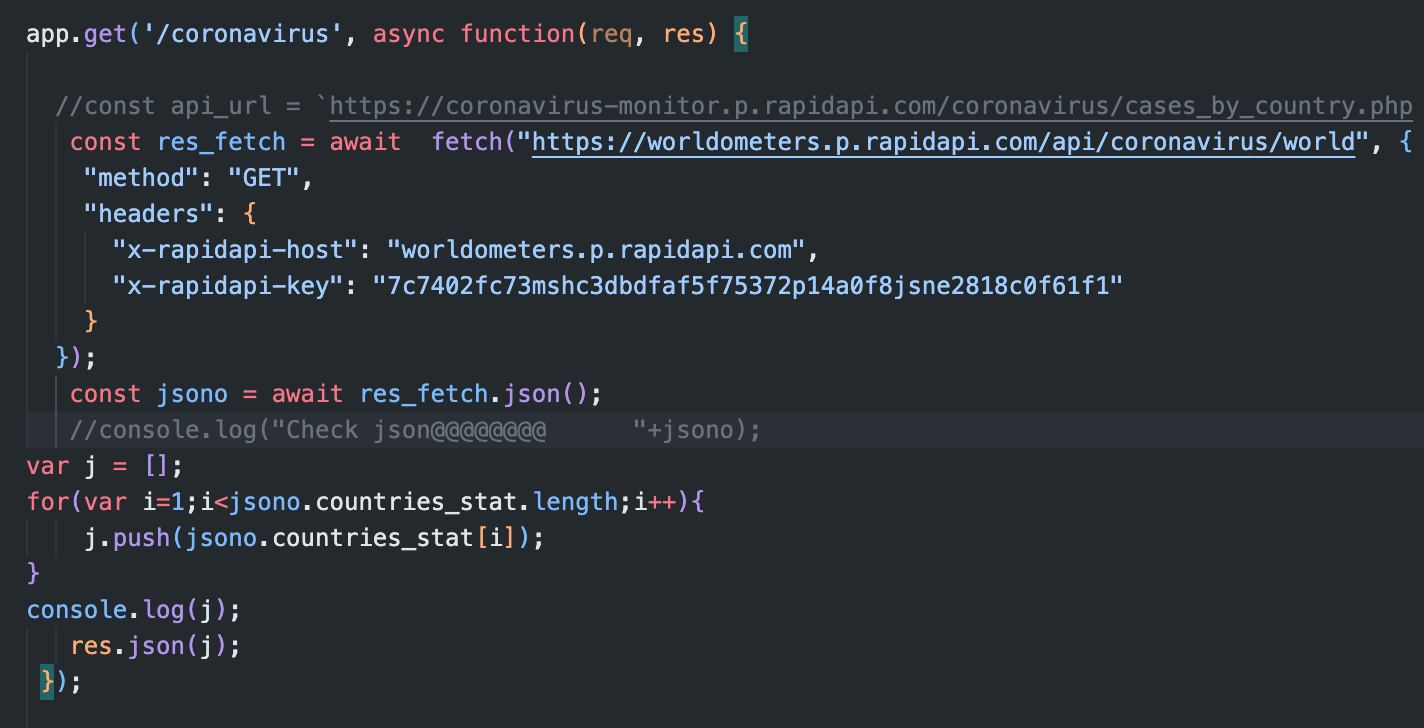 app.get('/coronavirus', async function(req, res) {
//const api_url = `https://coronavirus-monitor.p.rapidapi.com/coronavirus/cases_by_country.php
const res_fetch = await  fetch("https://worldometers.p.rapidapi.com/api/coronavirus/world", {
"method": "GET",
"headers": {
"x-rapidapi-host": "worldometers.p.rapidapi.com",
"x-rapidapi-key": "7c7402fc73mshc3dbdfaf5f75372p14a0f8jsne2818c0f61f1"
}
});
const jsono = await res_fetch.json();
//console.log("Check json@@@@@@@@      "+jsono);
var j = [];
for(var i=1;i<jsono.countries_stat.length;i++){
j.push(jsono.countries_stat[i]);
}
console.log(j);
res.json(j);
});